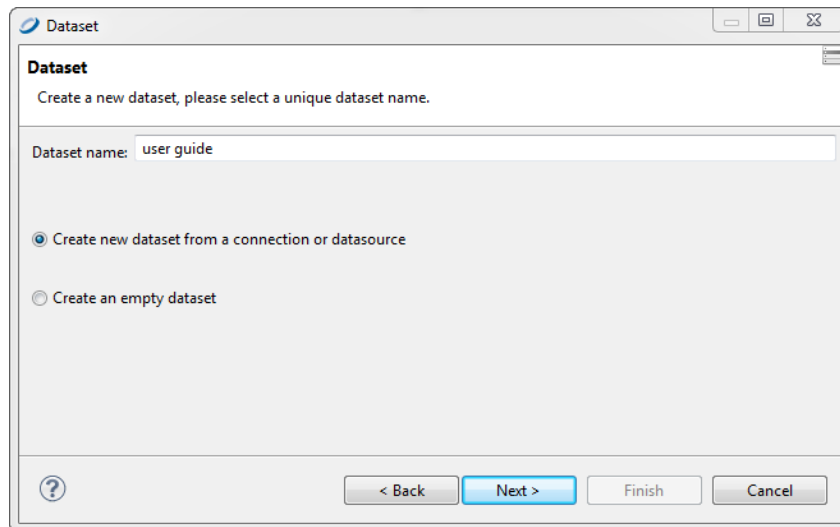 Dataset
Dataset
Create a new dataset, please select a unique dataset name.
Dataset name: user guide
Create new dataset from a connection or datasource
Create an empty dataset
< Back Next > Finish Cancel